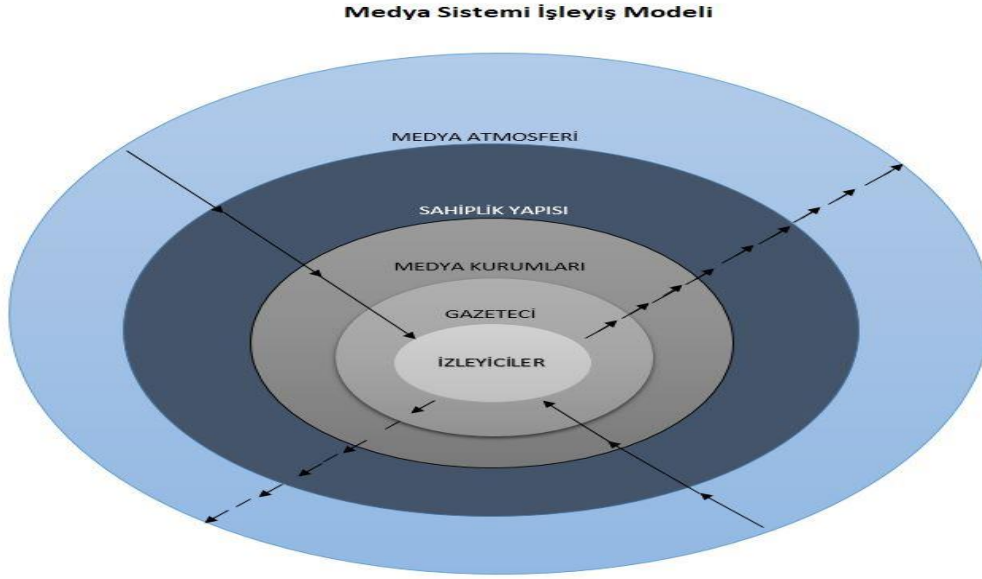 Medya Sistemi İşleyiş Modeli
MEDYA ATMOSFERİ
SAHİPLİK YAPISI
MEDYA KURUMLARI
GAZETECİ
İZLEYİCİLER